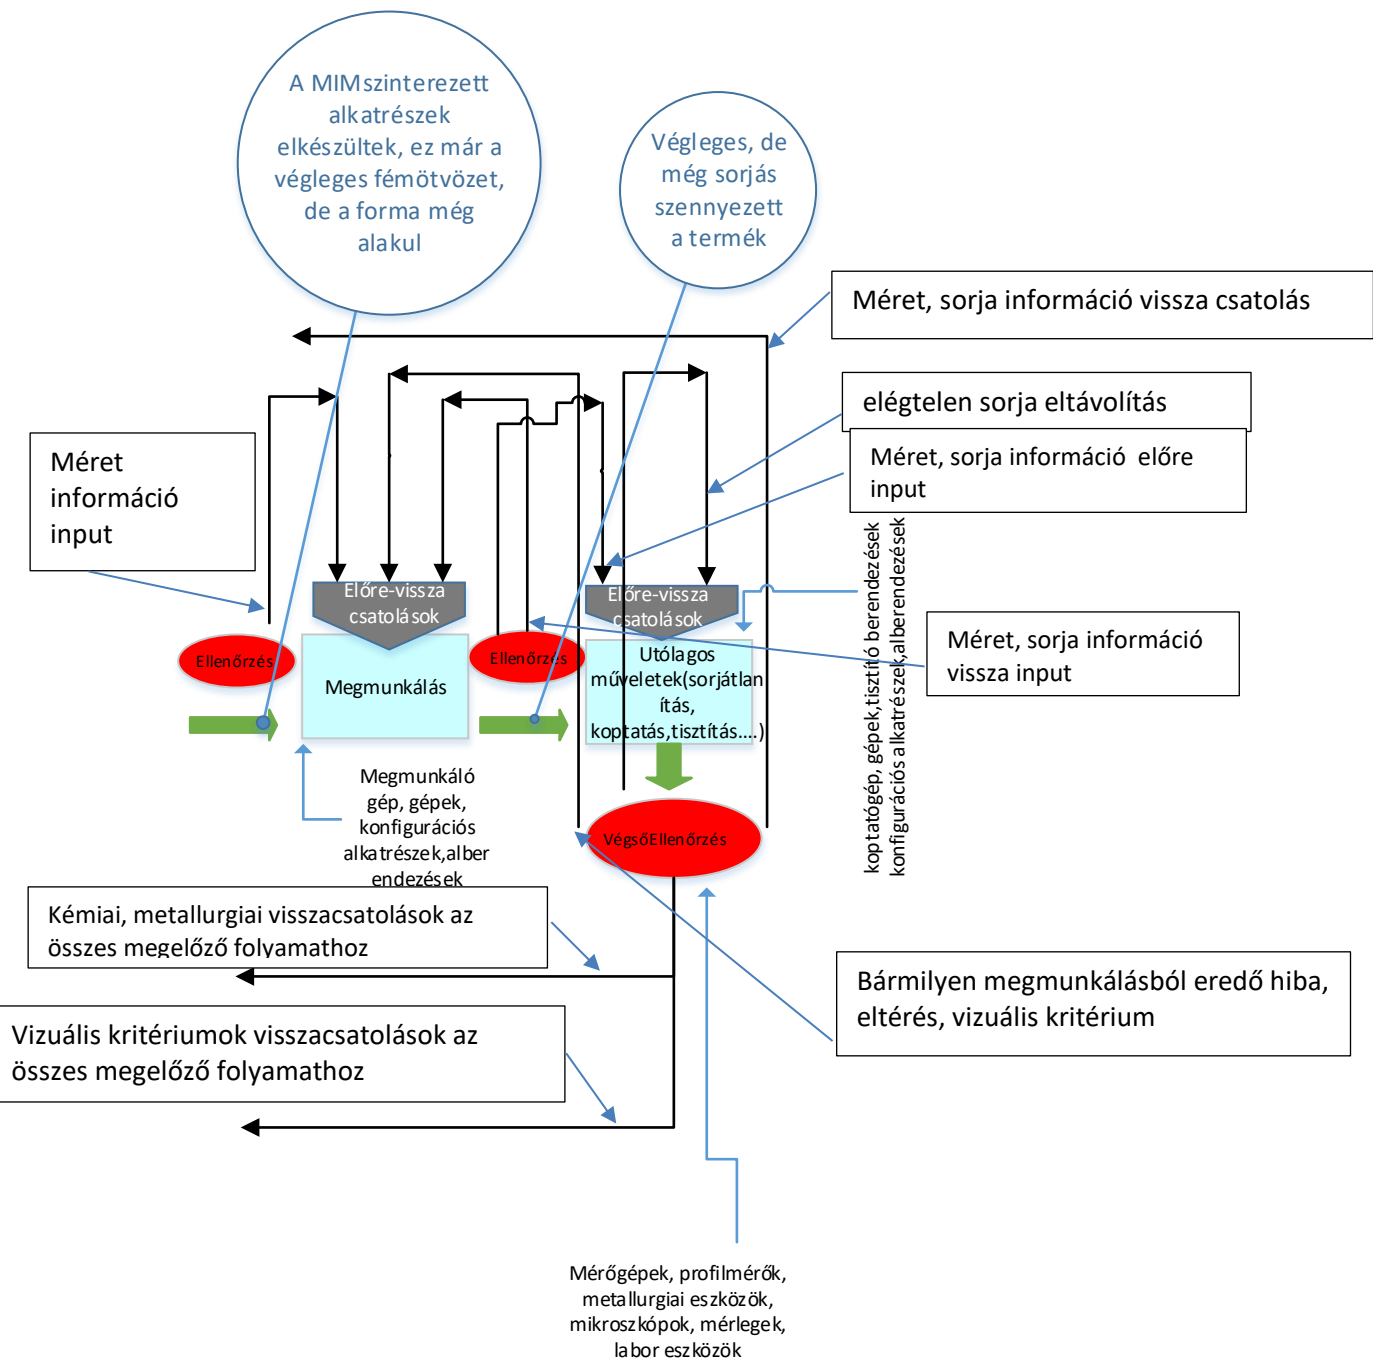 A MIMszinterezett
alkatrészek
elkészültek, ez már a
végleges fémötvözet,
de a forma még
alakul
Végleges, de
még sorjás
szennyezett
a termék
Méret, sorja információ vissza csatolás
elégtelen sorja eltávolítás
Méret, sorja információ  előre
input
Méret
információ
input
koptatógép, gépek,tisztító berendezések
konfigurációs alkatrészek,alberendezések
Előre-vissza
csatolások
Előre-vissza
csatolások
Méret, sorja információ
vissza input
Ellenőrzés
Megmunkálás
Ellenőrzés
Utólagos
műveletek(sorjátlan
ítás,
koptatás,tisztítás....)
Megmunkáló
gép, gépek,
konfigurációs
alkatrészek,alber
endezések
VégsőEllenőrzés
Kémiai, metallurgiai visszacsatolások az
összes megelőző folyamathoz
Bármilyen megmunkálásból eredő hiba,
eltérés, vizuális kritérium
Vizuális kritériumok visszacsatolások az
összes megelőző folyamathoz
Mérőgépek, profilmérők,
metallurgiai eszközök,
mikroszkópok, mérlegek,
labor eszközök